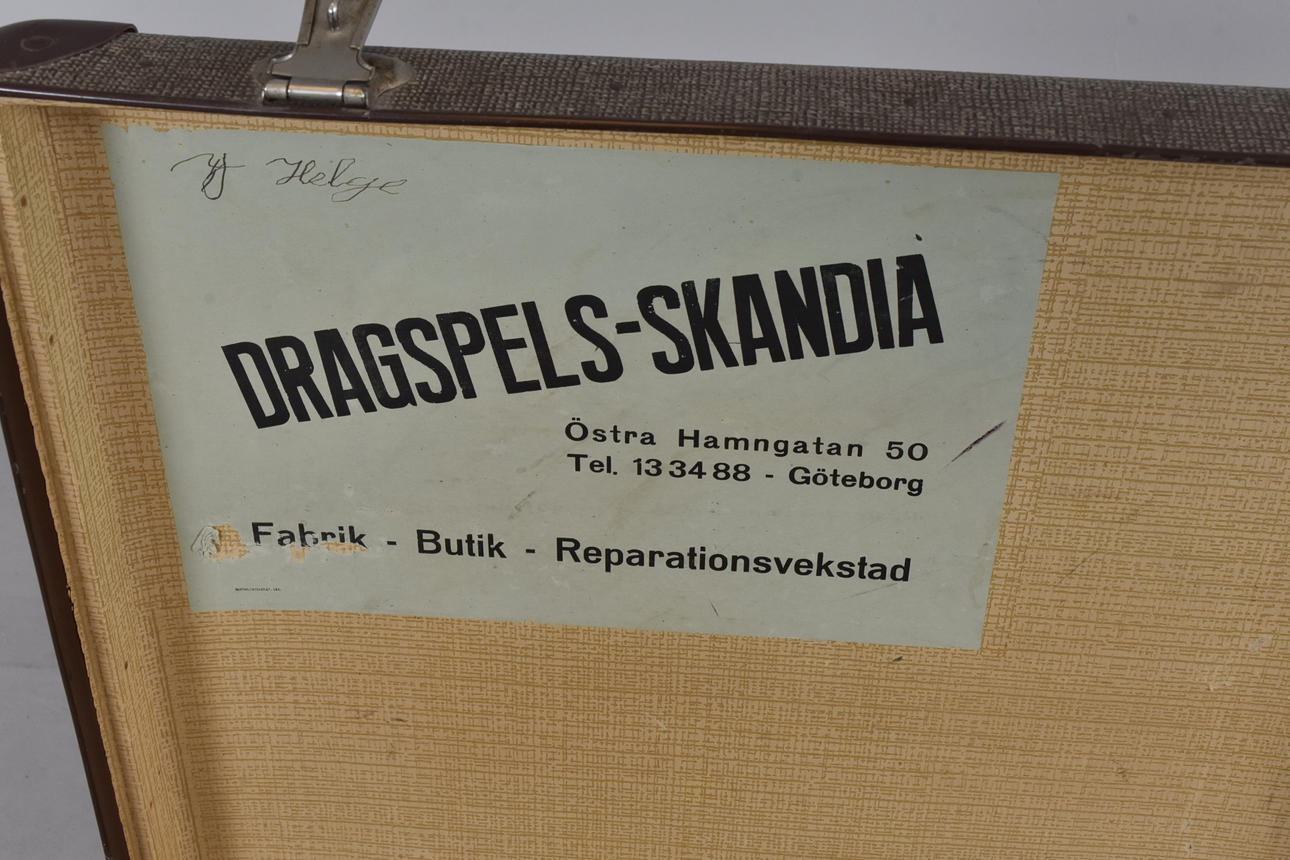 Helge
DRAGSPELS-SKANDIA
Östra Hamngatan 50
Tel. 13 34 88 - Göteborg
Fabrik - Butik - Reparationsvekstad